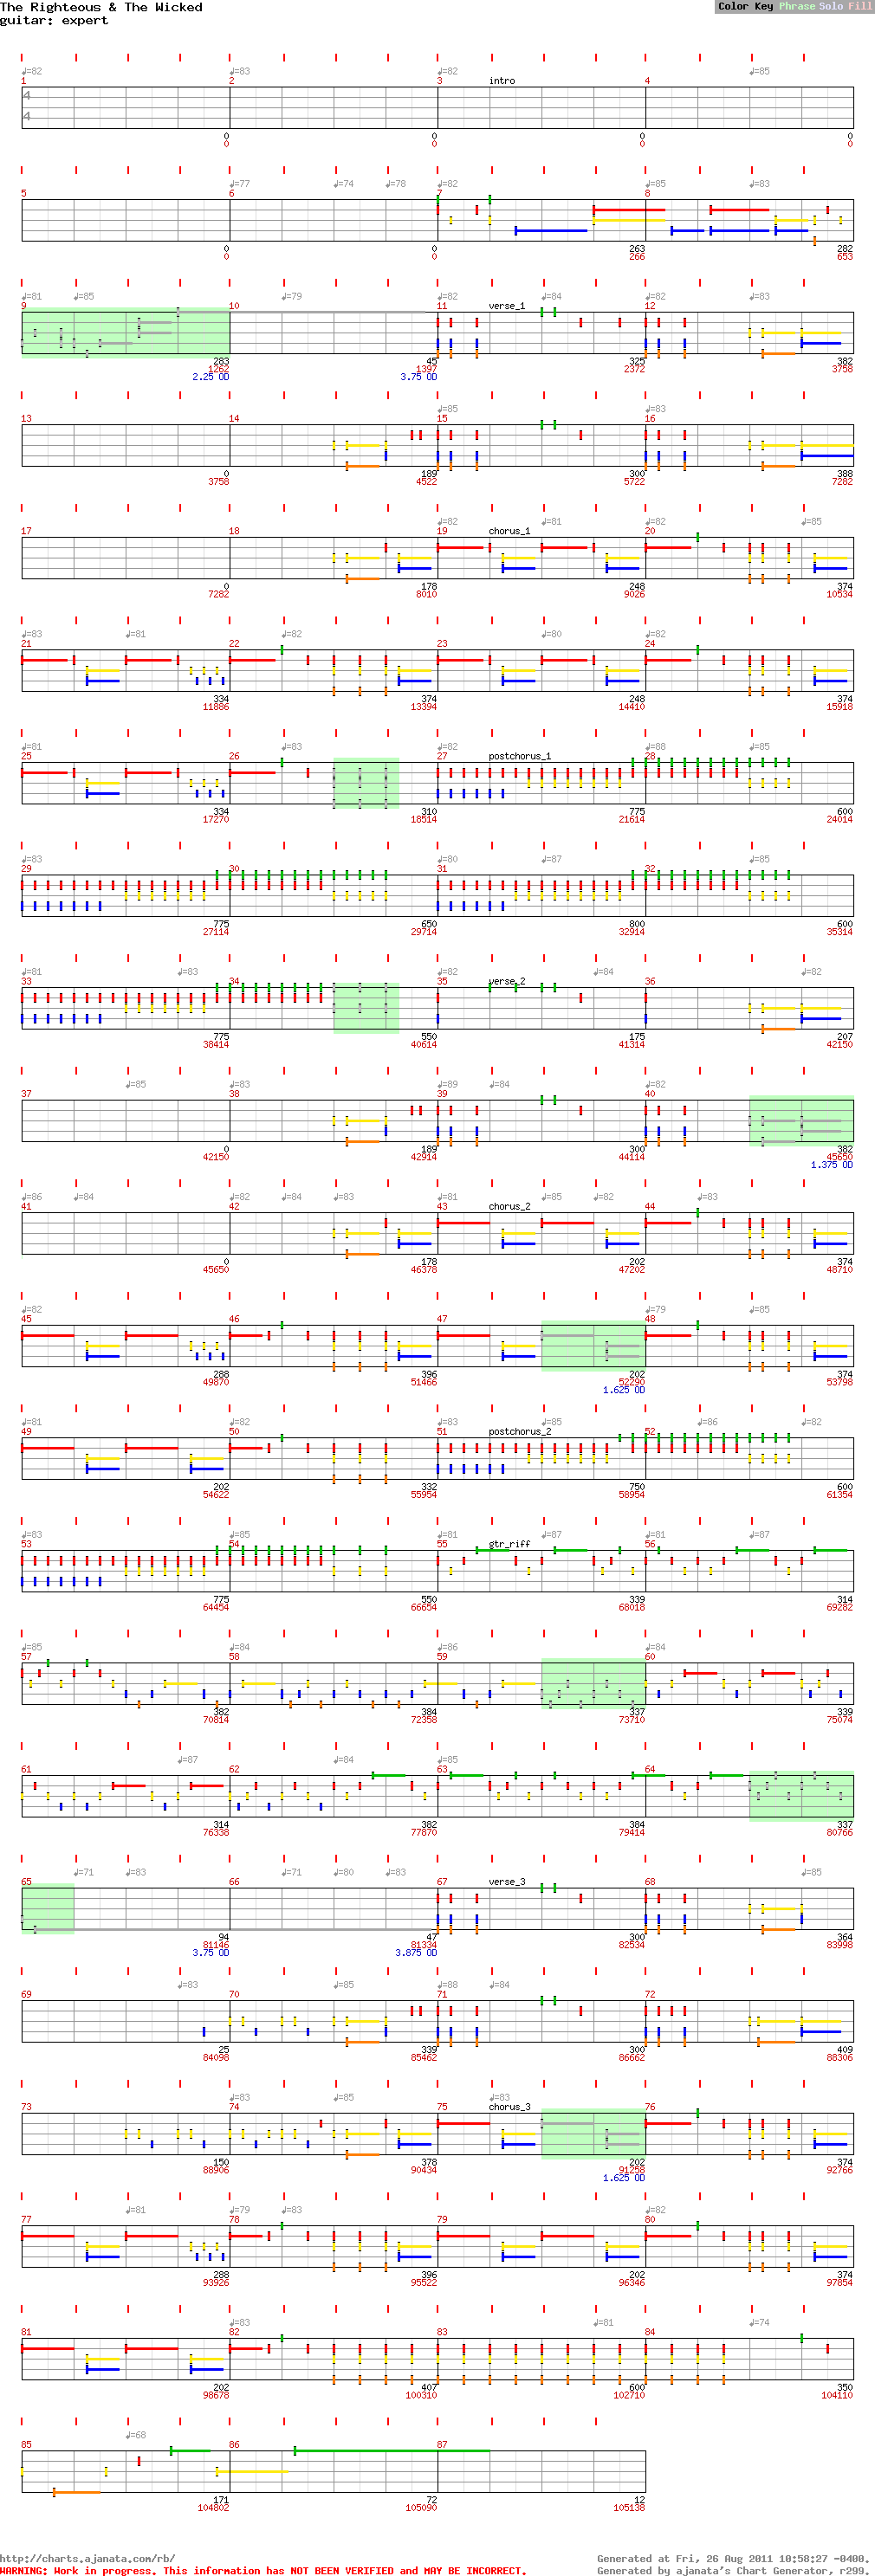 The Righteous & The Wicked
guitar: expert
Color Key Phrase Solo Fill
♩=82 ♩=83 ♩=82 ♩=85
1 2 3 intro 4
4
4
0 0 0 0
0 0 0 0
♩=77 ♩=74 ♩=78 ♩=82 ♩=85 ♩=83
5 6 7 8
0 0 263 282
0 0 266 653
♩=81 ♩=85 ♩=79 ♩=82 ♩=84 ♩=82 ♩=83
9 10 11 verse_1 12
283 45 325 382
1262 1397 2372 3758
2.25 OD 3.75 OD
♩=85 ♩=83
13 14 15 16
0 189 300 388
3758 4522 5722 7282
♩=82 ♩=81 ♩=82 ♩=85
17 18 19 chorus_1 20
0 178 248 374
7282 8010 9026 10534
♩=83 ♩=81 ♩=82 ♩=80 ♩=82
21 22 23 24
334 374 248 374
11886 13394 14410 15918
♩=81 ♩=83 ♩=82 ♩=88 ♩=85
25 26 27 postchorus_1 28
334 310 775 600
17270 18514 21614 24014
♩=83 ♩=80 ♩=87 ♩=85
29 30 31 32
775 650 800 600
27114 29714 32914 35314
♩=81 ♩=83 ♩=82 ♩=84 ♩=82
33 34 35 verse_2 36
775 550 175 207
38414 40614 41314 42150
♩=85 ♩=83 ♩=89 ♩=84 ♩=82
37 38 39 40
0 189 300 382
42150 42914 44114 45650
1.375 OD
♩=86 ♩=84 ♩=82 ♩=84 ♩=83 ♩=81 ♩=85 ♩=82 ♩=83
41 42 43 chorus_2 44
0 178 202 374
45650 46378 47202 48710
♩=82 ♩=79 ♩=85
45 46 47 48
288 396 202 374
49870 51466 52290 53798
1.625 OD
♩=81 ♩=82 ♩=83 ♩=85 ♩=86 ♩=82
49 50 51 postchorus_2 52
202 332 750 600
54622 55954 58954 61354
♩=83 ♩=85 ♩=81 ♩=87 ♩=81 ♩=87
53 54 55 gtr_riff 56
775 550 339 314
64454 66654 68018 69282
♩=85 ♩=84 ♩=86 ♩=84
57 58 59 60
382 384 337 339
70814 72358 73710 75074
♩=87 ♩=84 ♩=85
61 62 63 64
314 382 384 337
76338 77870 79414 80766
♩=71 ♩=83 ♩=71 ♩=80 ♩=83 ♩=85
65 66 67 verse_3 68
94 47 300 364
81146 81334 82534 83998
3.75 OD 3.875 OD
♩=83 ♩=85 ♩=88 ♩=84
69 70 71 72
25 339 300 409
84098 85462 86662 88306
♩=83 ♩=85 ♩=83
73 74 75 chorus_3 76
150 378 202 374
88906 90434 91258 92766
1.625 OD
♩=81 ♩=79 ♩=83 ♩=82
77 78 79 80
288 396 202 374
93926 95522 96346 97854
♩=83 ♩=81 ♩=74
81 82 83 84
202 407 600 350
98678 100310 102710 104110
♩=68
85 86 87
171 72 12
104802 105090 105138
http://charts.ajanata.com/rb/ Generated at Fri, 26 Aug 2011 10:58:27 -0400.
WARNING: Work in progress. This information has NOT BEEN VERIFIED and MAY BE INCORRECT. Generated by ajanata's Chart Generator, r299.